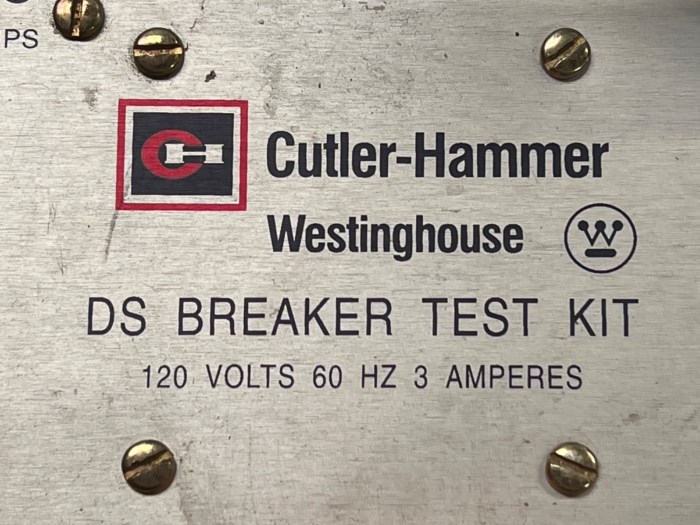 PS
Cutler-Hammer
Westinghouse
DS BREAKER TEST KIT
120 VOLTS 60 HZ 3 AMPERES